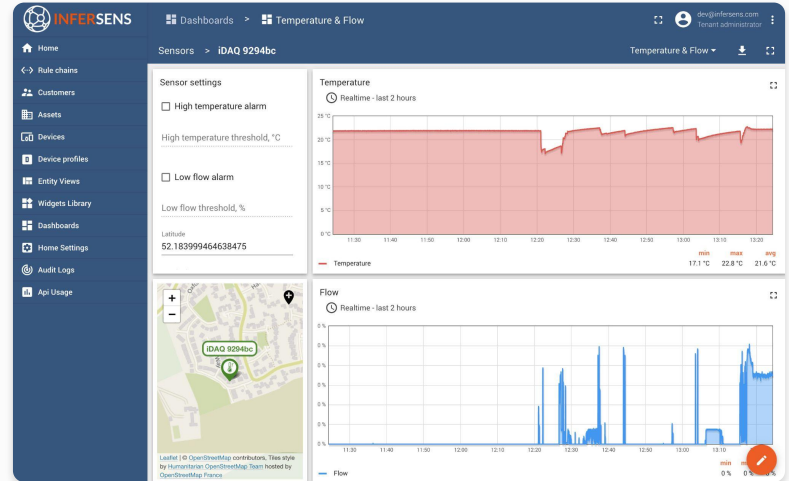 INFERSENS
Dashboards > Temperature & Flow
dev@infersens.com
Tenant administrator
Sensors > iDAQ 9294bc
Temperature & Flow
Home
Rule chains
Customers
Assets
Devices
Device profiles
Entity Views
Widgets Library
Dashboards
Home Settings
Audit Logs
Api Usage
Sensor settings
High temperature alarm
High temperature threshold, °C
Low flow alarm
Low flow threshold, %
Latitude
52.183999464638475
Temperature
Realtime - last 2 hours
25 °C
20 °C
15 °C
10 °C
5 °C
0 °C
11:30 11:40 11:50 12:00 12:10 12:20 12:30 12:40 12:50 13:00 13:10 13:20
min max avg
Temperature 17.1 °C 22.8 °C 21.6 °C
+
−
iDAQ 9294bc
Leaflet | © OpenStreetMap contributors, Tiles style
by Humanitarian OpenStreetMap Team hosted by
OpenStreetMap France
Flow
Realtime - last 2 hours
0 %
0 %
0 %
0 %
0 %
0 %
0 %
11:30 11:40 11:50 12:00 12:10 12:20 12:30 12:40 12:50 13:00 13:10
min
Flow 0 % 0 %